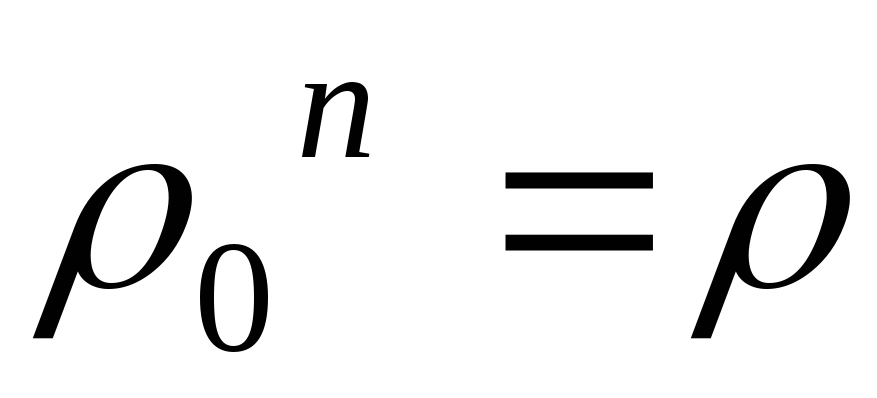 ρ₀ⁿ = ρ